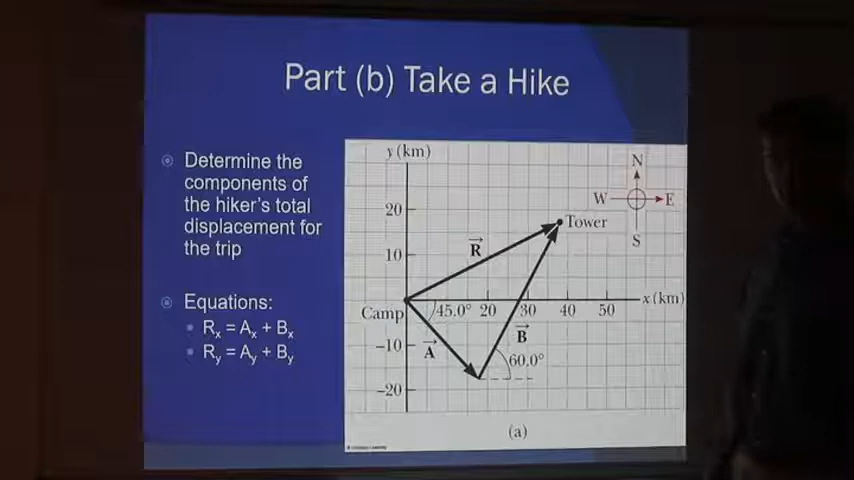 Part (b) Take a Hike
Determine the
components of
the hiker's total
displacement for
the trip
Equations:
Rx = Ax + Bx
Ry = Ay + By
y (km)
N
W
E
S
20
Tower
R
10
x (km)
Camp
45.0°
20
30
40
50
B
-10
A
60.0°
-20
(a)